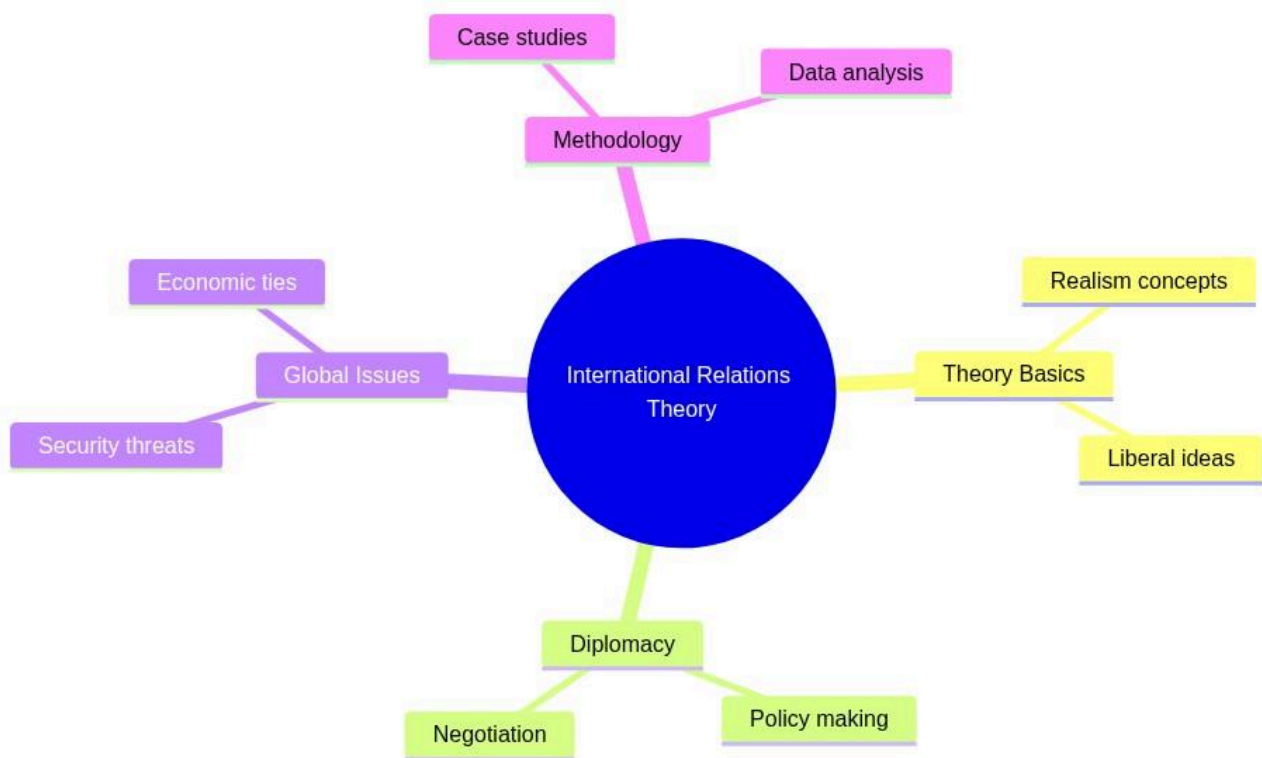 Case studies
Data analysis
Methodology
Economic ties
Realism concepts
Global Issues
International Relations
Theory
Theory Basics
Security threats
Liberal ideas
Diplomacy
Negotiation
Policy making